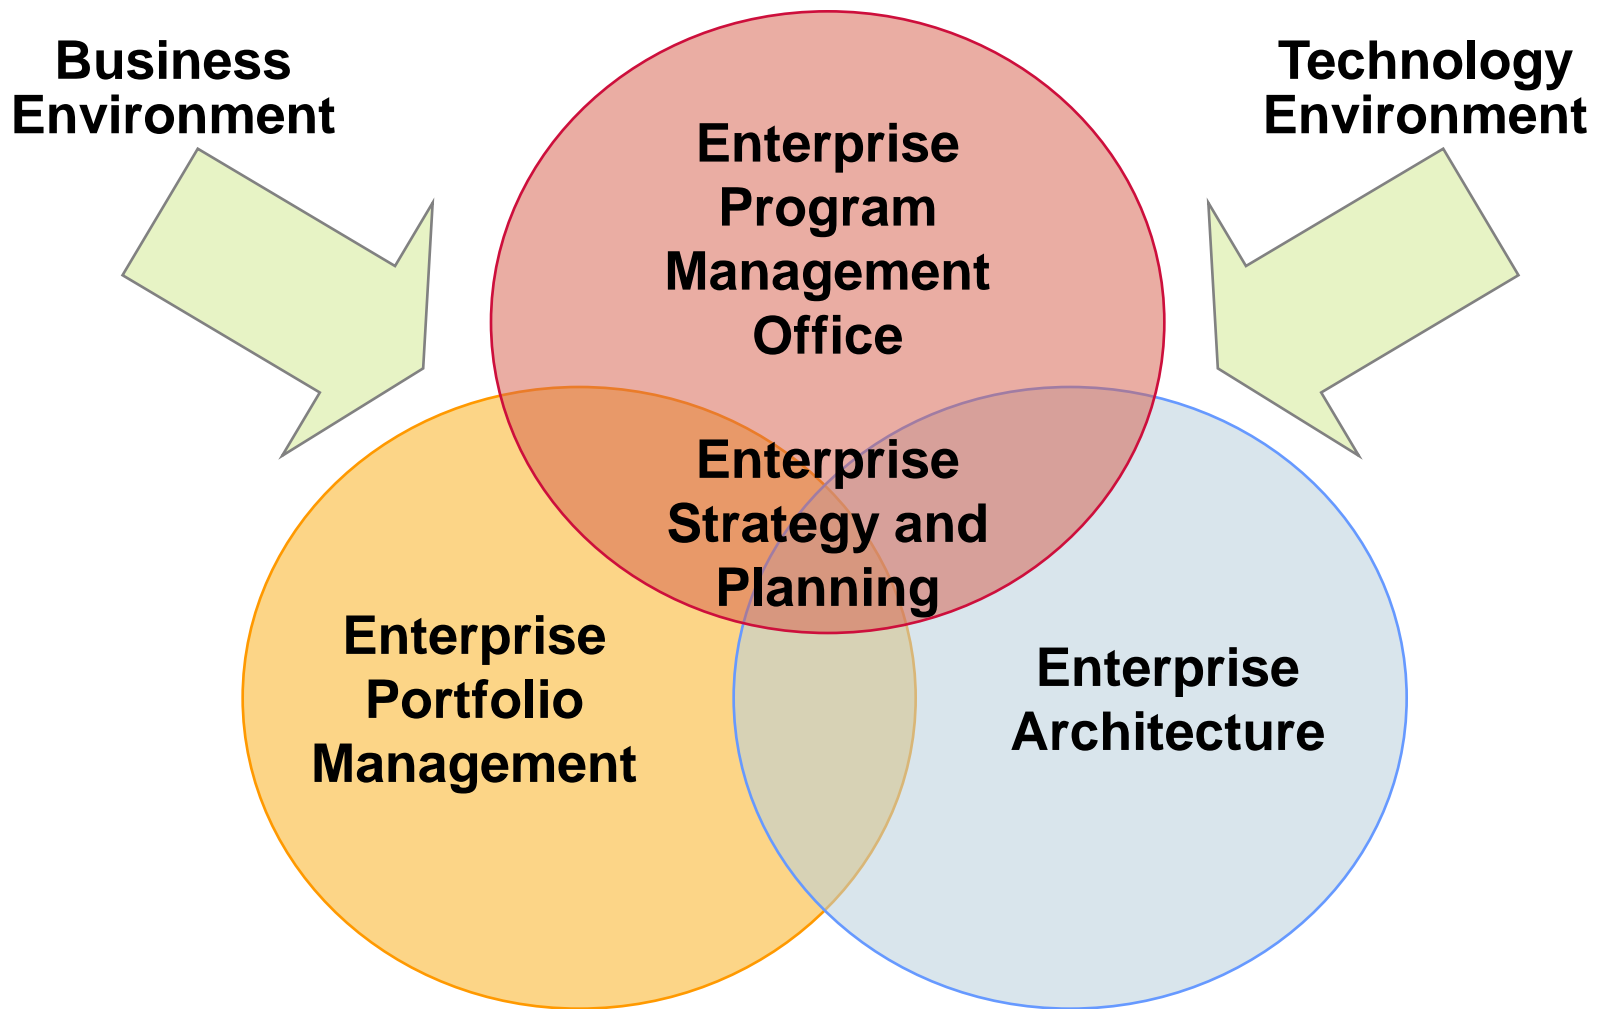 Business
Environment
Technology
Environment
Enterprise
Program
Management
Office
Enterprise
Strategy and
Planning
Enterprise
Portfolio
Management
Enterprise
Architecture